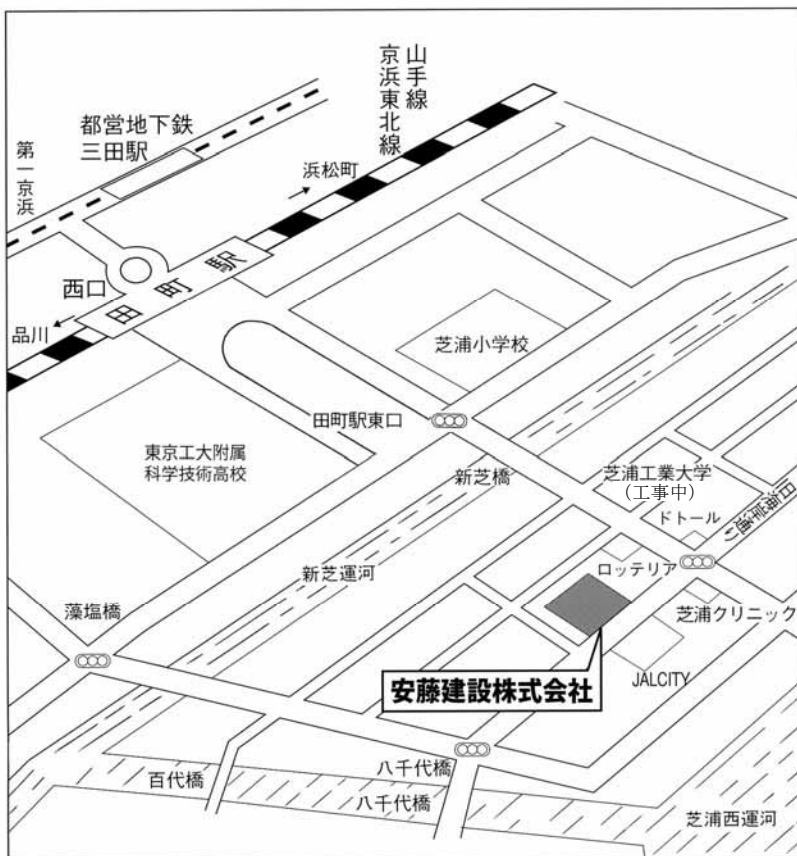 山手線
京浜東北線
都営地下鉄
三田駅
第一京浜
浜松町
西口
田町駅
品川
芝浦小学校
田町駅東口
東京工大附属
科学技術高校
新芝橋
芝浦工業大学
(工事中)
旧海岸通り
ドトール
ロッテリア
新芝運河
藻塩橋
芝浦クリニック
JALCITY
安藤建設株式会社
八千代橋
百代橋
八千代橋
芝浦西運河